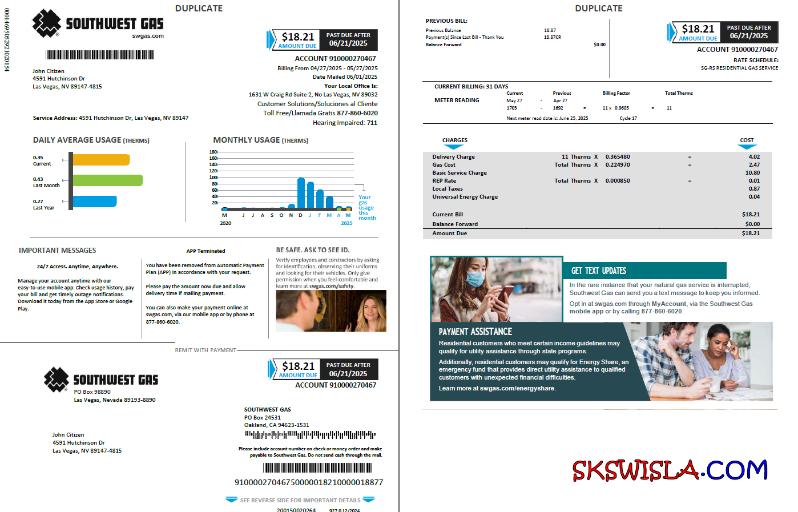 DUPLICATE
SOUTHWEST GAS
swgas.com
$18.21
AMOUNT DUE
PAST DUE AFTER
06/21/2025
ACCOUNT 910000270467
Billing From 04/27/2025 - 05/27/2025
Date Mailed 06/01/2025
Your Local Office Is:
1631 W Craig Rd Suite 2, No Las Vegas, NV 89032
Customer Solutions/Soluciones al Cliente
Toll Free/Llamada Gratis 877-860-6020
Hearing Impaired: 711
John Citzen
4591 Hutchinson Dr
Las Vegas, NV 89147-4815
Service Address: 4591 Hutchinson Dr, Las Vegas, NV 89147
DAILY AVERAGE USAGE (THERMS)
0.35
Current
0.43
Last Month
0.27
Last Year
MONTHLY USAGE (THERMS)
180
160
140
120
100
80
60
40
20
M J J A S O N D J F M A M
2020 2025
Your
gas
usage
this
month
IMPORTANT MESSAGES
24/7 Access. Anytime, Anywhere.
Manage your account anytime with our
easy-to-use mobile app. Check usage history, pay
your bill and get timely outage notifications
Download it today from the App Store or Google
Play.
APP Terminated
You have been removed from Automatic Payment
Plan (APP) in accordance with your request.
Please pay the amount now due and allow
delivery time if mailing payment.
You can also make your payment online at
swgas.com, via our mobile app or by phone at
877-860-6020.
BE SAFE. ASK TO SEE ID.
Verify employees and contractors by asking
for identification, observing their uniforms
and looking for their vehicles. Only give
permission when you feel comfortable and
learn more at swgas.com/safety.
REMIT WITH PAYMENT
SOUTHWEST GAS
PO Box 98890
Las Vegas, Nevada 89193-8890
$18.21
AMOUNT DUE
PAST DUE AFTER
06/21/2025
ACCOUNT 910000270467
John Citzen
4591 Hutchinson Dr
Las Vegas, NV 89147-4815
SOUTHWEST GAS
PO Box 24531
Oakland, CA 94623-1531
Please include account number on check or money order and make
payable to Southwest Gas. Do not send cash through the mail.
SEE REVERSE SIDE FOR IMPORTANT DETAILS
DUPLICATE
PREVIOUS BILL:
Previous Balance
Payment(s) Since Last Bill - Thank You
Balance Forward $0.00
$18.21
AMOUNT DUE
PAST DUE AFTER
06/21/2025
ACCOUNT 910000270467
RATE SCHEDULE:
SG-RS RESIDENTIAL GAS SERVICE
CURRENT BILLING: 31 DAYS
Current Previous Billing Factor Total Therms
METER READING May 27 - Apr 27
1703 - 1692 = 11 x 0.9605 = 11
Next meter read date is: June 25, 2025 Cycle 17
CHARGES COST
Delivery Charge 11 Therms X 0.365480 = 4.02
Gas Cost Total Therms X 0.224970 = 2.47
Basic Service Charge 10.80
REP Rate Total Therms X 0.000850 = 0.01
Local Taxes 0.87
Universal Energy Charge 0.04
Current Bill $18.21
Balance Forward $0.00
Amount Due $18.21
GET TEXT UPDATES
In the rare instance that your natural gas service is interrupted,
Southwest Gas can send you a text message to keep you informed.
Opt in at swgas.com through MyAccount, via the Southwest Gas
mobile app or by calling 877-860-6020
PAYMENT ASSISTANCE
Residential customers who meet certain income guidelines may
qualify for utility assistance through state programs.
Additionally, residential customers may qualify for Energy Share, an
emergency fund that provides direct utility assistance to qualified
customers with unexpected financial difficulties.
Learn more at swgas.com/energyshare.
SKSWISLA.COM